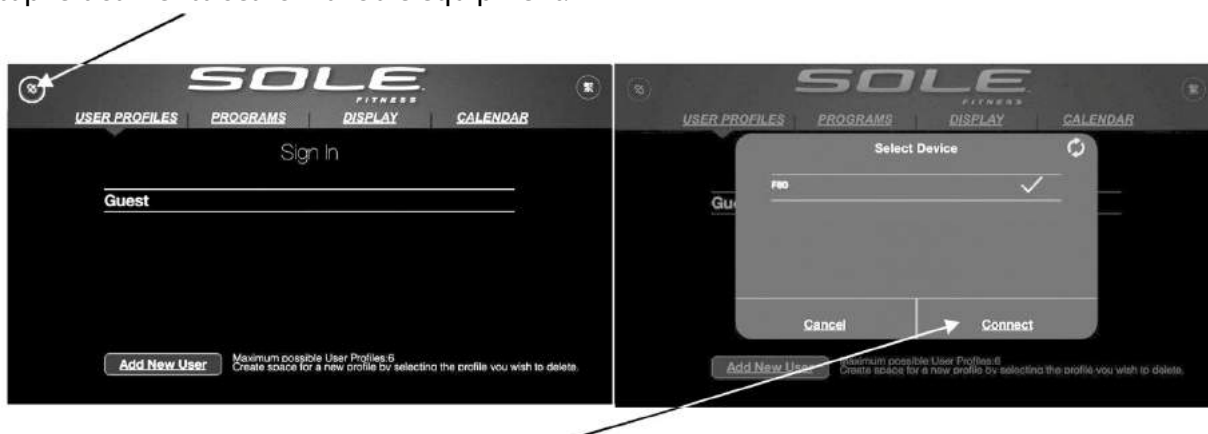 SOLE
FITNESS
USER PROFILES PROGRAMS DISPLAY CALENDAR
Sign In
Guest
Add New User
Maximum possible User Profiles:6
Create space for a new profile by selecting the profile you wish to delete.
SOLE
FITNESS
USER PROFILES PROGRAMS DISPLAY CALENDAR
Select Device
F80
Gu
Cancel Connect
Add New User
Maximum possible User Profiles:6
Create space for a new profile by selecting the profile you wish to delete.